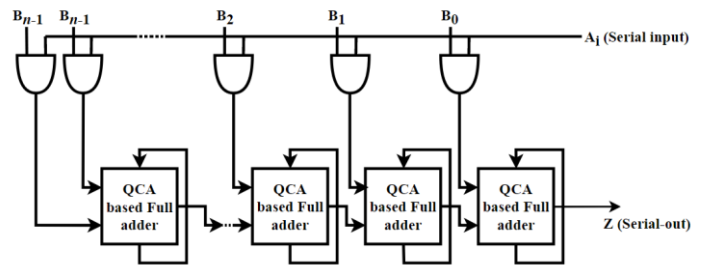 Bn-1 Bn-1 B2 B1 B0
Ai (Serial input)
QCA
based Full
adder
QCA
based Full
adder
QCA
based Full
adder
QCA
based Full
adder
Z (Serial-out)